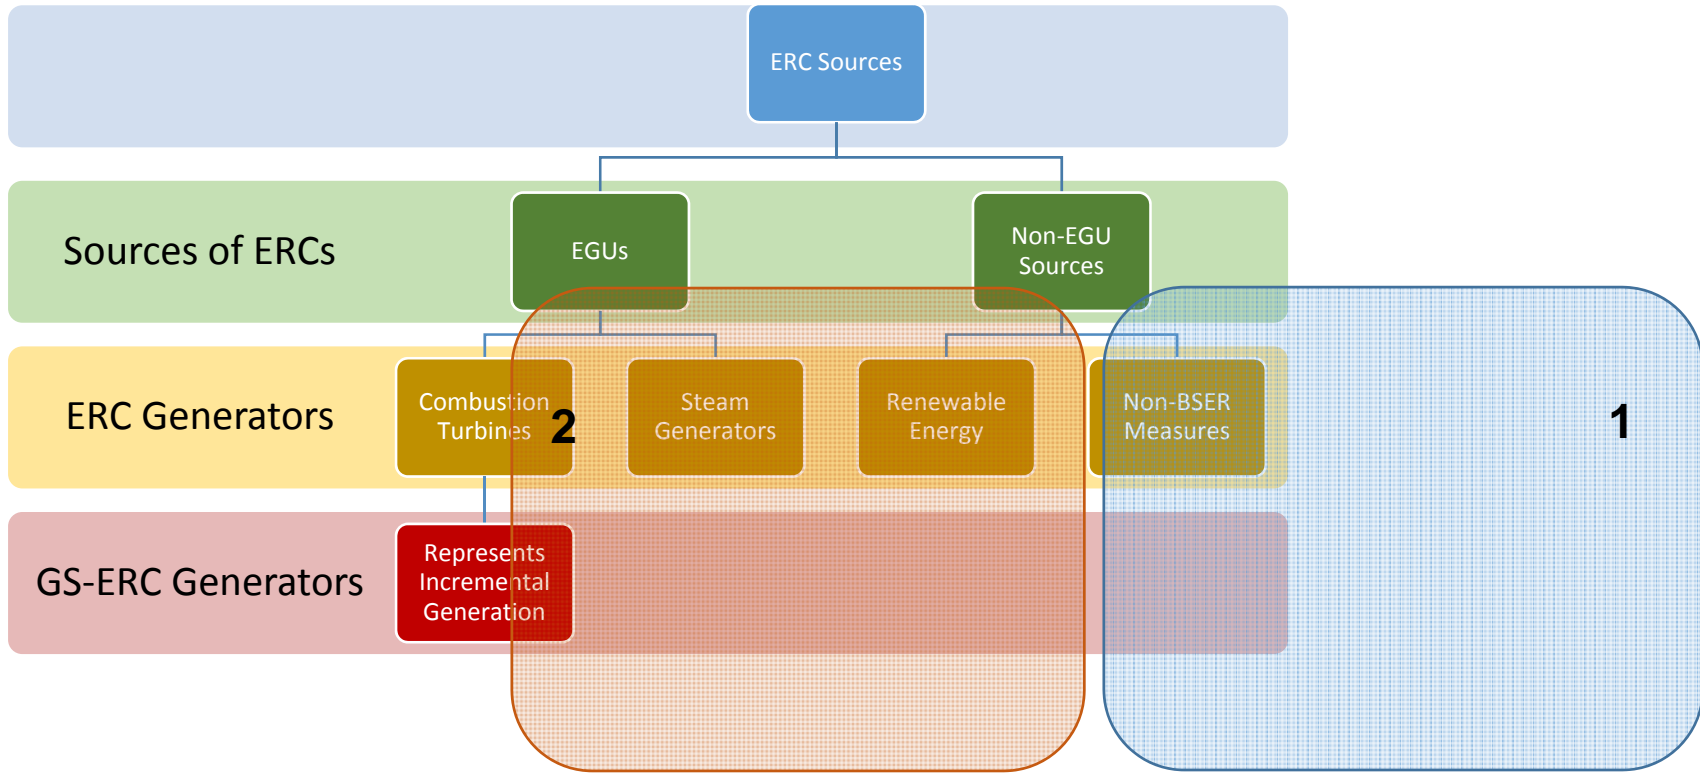 ERC Sources
Sources of ERCs
EGUs
Non-EGU
Sources
ERC Generators
Combustion
Turbines
2
Steam
Generators
Renewable
Energy
Non-BSER
Measures
1
GS-ERC Generators
Represents
Incremental
Generation